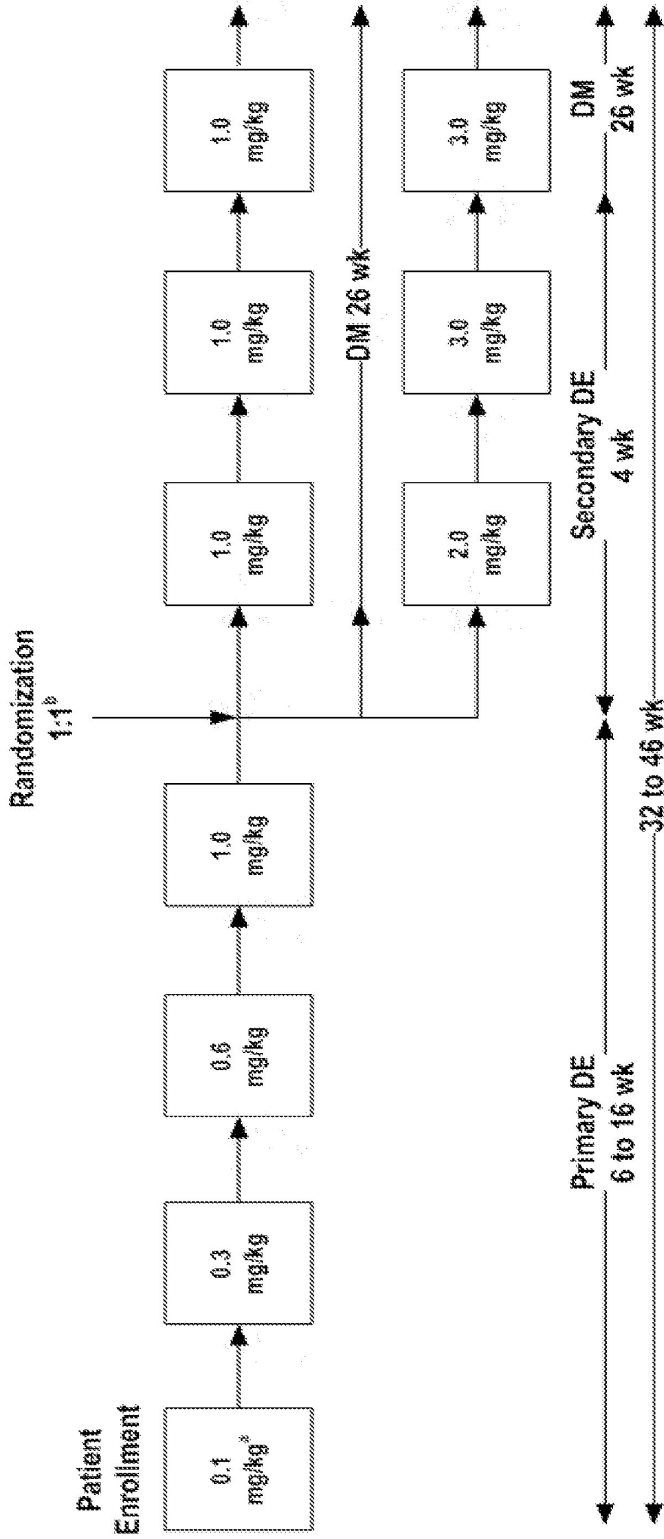 Patient
Enrollment
0.1
mg/kgᵃ
0.3
mg/kg
0.6
mg/kg
1.0
mg/kg
Randomization
1:1ᵇ
1.0
mg/kg
1.0
mg/kg
1.0
mg/kg
DM 26 wk
2.0
mg/kg
3.0
mg/kg
3.0
mg/kg
Primary DE
6 to 16 wk
Secondary DE
4 wk
DM
26 wk
32 to 46 wk